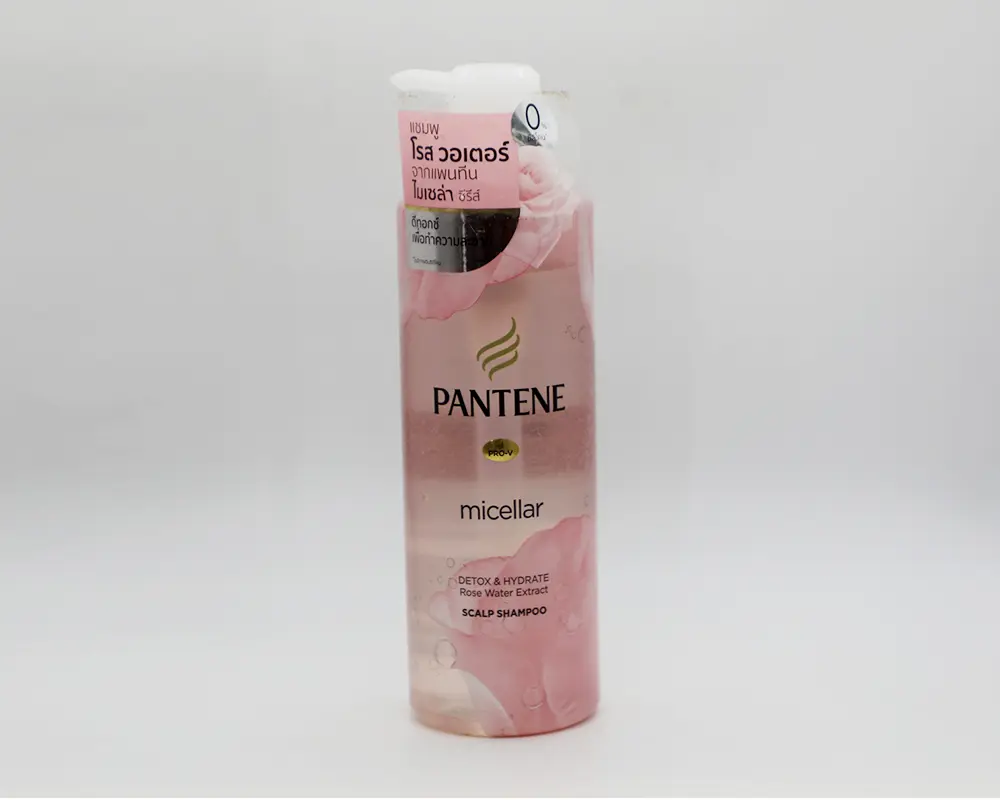 แชมพู
โรส วอเตอร์
จากแพนทีน
ไมเซล่า ซีรีส์
0%
ดีทอกซ์
PANTENE
PRO-V
micellar
DETOX & HYDRATE
Rose Water Extract
SCALP SHAMPOO